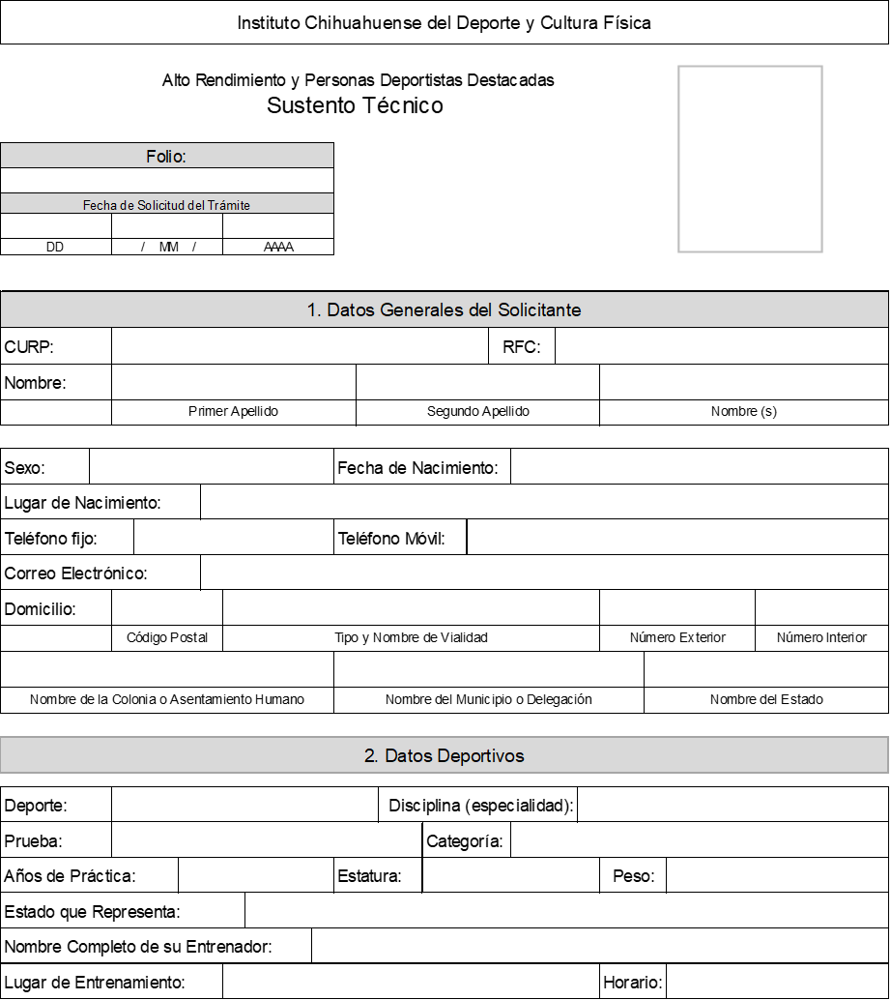 Instituto Chihuahuense del Deporte y Cultura Física
Alto Rendimiento y Personas Deportistas Destacadas
Sustento Técnico
Folio:
Fecha de Solicitud del Trámite
DD / MM / AAAA
1. Datos Generales del Solicitante
CURP: RFC:
Nombre:
Primer Apellido Segundo Apellido Nombre (s)
Sexo: Fecha de Nacimiento:
Lugar de Nacimiento:
Teléfono fijo: Teléfono Móvil:
Correo Electrónico:
Domicilio:
Código Postal Tipo y Nombre de Vialidad Número Exterior Número Interior
Nombre de la Colonia o Asentamiento Humano Nombre del Municipio o Delegación Nombre del Estado
2. Datos Deportivos
Deporte: Disciplina (especialidad):
Prueba: Categoría:
Años de Práctica: Estatura: Peso:
Estado que Representa:
Nombre Completo de su Entrenador:
Lugar de Entrenamiento: Horario: